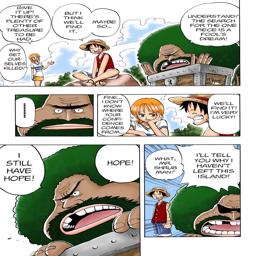 UNDERSTAND?
THE SEARCH
FOR THE ONE
PIECE IS A
FOOL'S
DREAM!
MAYBE
SO...
BUT I
THINK
WE'LL
FIND
IT.
GIVE
IT UP!
THERE'S
PLENTY OF
OTHER
TREASURE
TO BE
HAD.
WHY
GET
OUR-
SELVES
KILLED?
WE'LL
FIND IT!
I'M
VERY
LUCKY!
FINE...
I DON'T
KNOW
WHERE
YOUR
CONFI-
DENCE
COMES
FROM...
I'LL TELL
YOU WHY I
HAVEN'T
LEFT THIS
ISLAND!
WHAT,
MR.
SHRUB
MAN?
HOPE!
I
STILL
HAVE
HOPE!